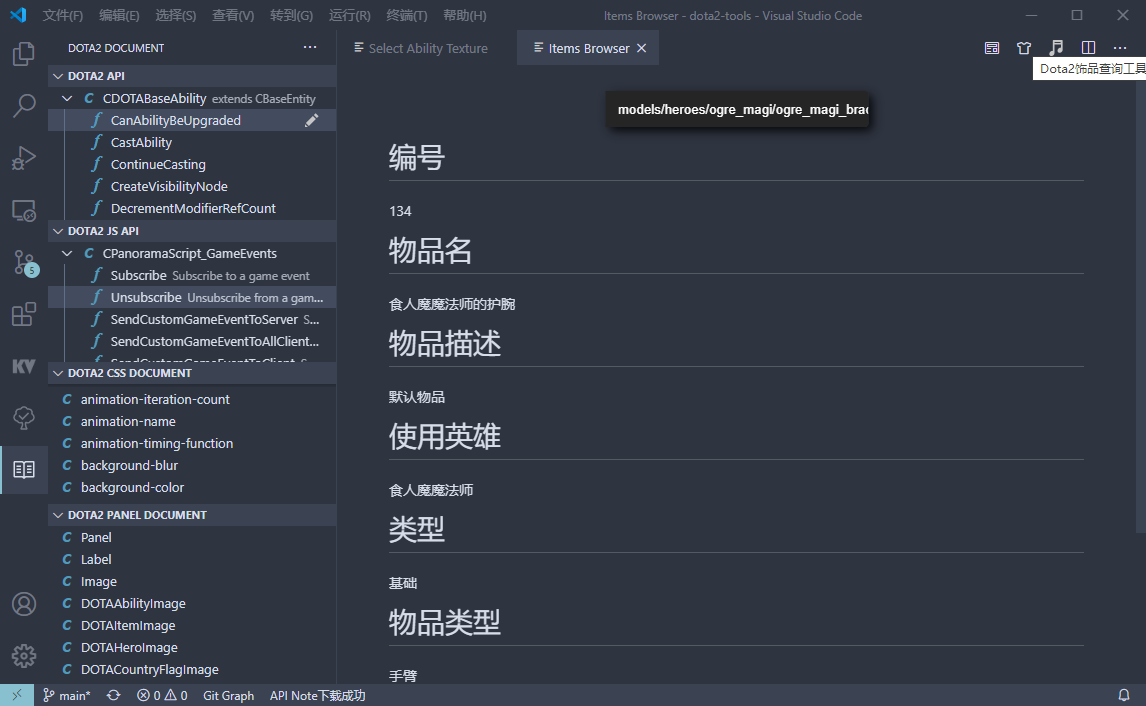 文件(F) 编辑(E) 选择(S) 查看(V) 转到(G) 运行(R) 终端(T) 帮助(H) Items Browser - dota2-tools - Visual Studio Code
DOTA2 DOCUMENT ···
DOTA2 API
CDOTABaseAbility extends CBaseEntity
CanAbilityBeUpgraded
CastAbility
ContinueCasting
CreateVisibilityNode
DecrementModifierRefCount
DOTA2 JS API
CPanoramaScript_GameEvents
Subscribe Subscribe to a game event
Unsubscribe Unsubscribe from a gam...
SendCustomGameEventToServer S...
SendCustomGameEventToAllClient...
SendCustomGameEventToClient S
DOTA2 CSS DOCUMENT
animation-iteration-count
animation-name
animation-timing-function
background-blur
background-color
DOTA2 PANEL DOCUMENT
Panel
Label
Image
DOTAAbilityImage
DOTAItemImage
DOTAHeroImage
DOTACountryFlagImage
5
KV
Select Ability Texture Items Browser
Dota2饰品查询工具
models/heroes/ogre_magi/ogre_magi_brac
编号
134
物品名
食人魔魔法师的护腕
物品描述
默认物品
使用英雄
食人魔魔法师
类型
基础
物品类型
手臂
main* 0 0 Git Graph API Note下载成功